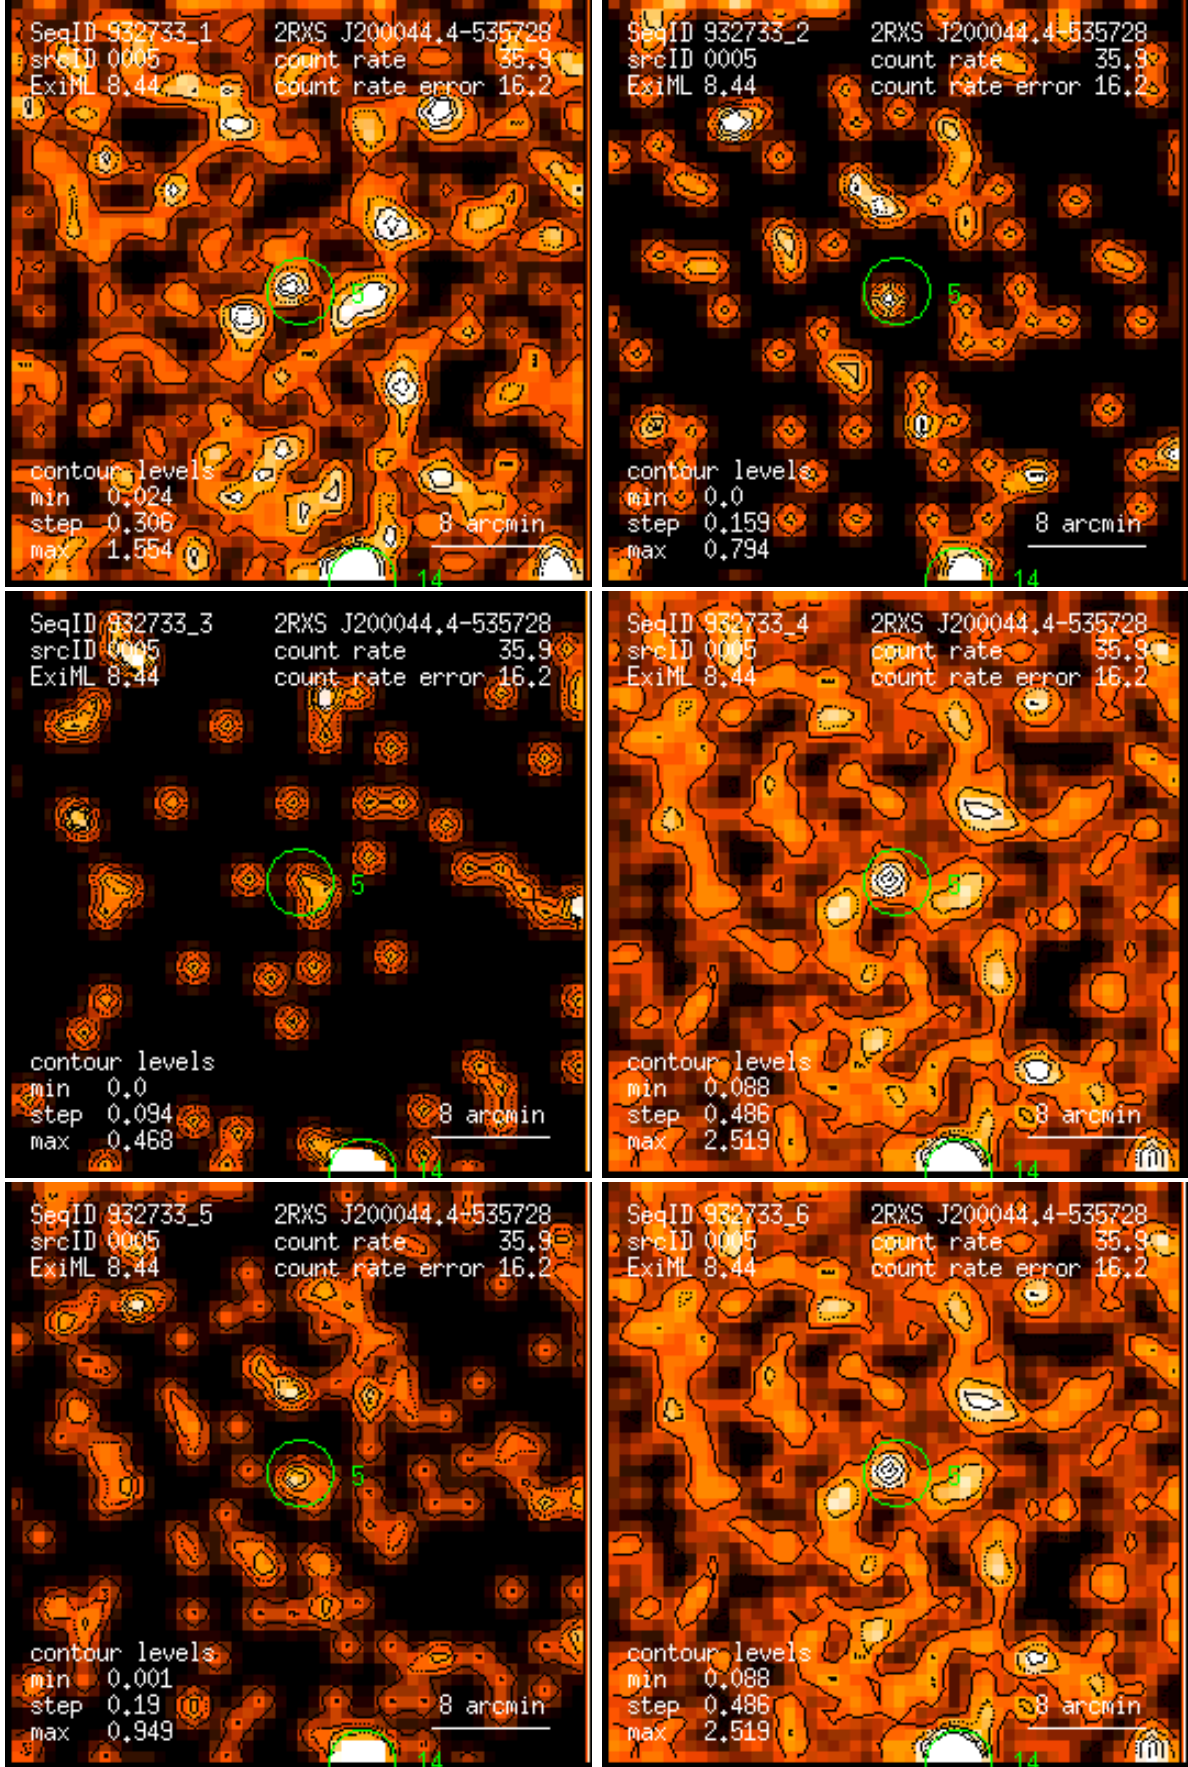 SeqID 932733_1 2RXS J200044.4-535728
srcID 0005 count rate 35.9
ExiML 8.44 count rate error 16.2
5
contour levels
min 0.024
step 0.306
max 1.554
8 arcmin
14
SeqID 932733_2 2RXS J200044.4-535728
srcID 0005 count rate 35.9
ExiML 8.44 count rate error 16.2
5
contour levels
min 0.0
step 0.159
max 0.794
8 arcmin
14
SeqID 932733_3 2RXS J200044.4-535728
srcID 0005 count rate 35.9
ExiML 8.44 count rate error 16.2
5
contour levels
min 0.0
step 0.094
max 0.468
8 arcmin
14
SeqID 932733_4 2RXS J200044.4-535728
srcID 0005 count rate 35.9
ExiML 8.44 count rate error 16.2
5
contour levels
min 0.088
step 0.486
max 2.519
8 arcmin
14
SeqID 932733_5 2RXS J200044.4-535728
srcID 0005 count rate 35.9
ExiML 8.44 count rate error 16.2
5
contour levels
min 0.001
step 0.19
max 0.949
8 arcmin
14
SeqID 932733_6 2RXS J200044.4-535728
srcID 0005 count rate 35.9
ExiML 8.44 count rate error 16.2
5
contour levels
min 0.088
step 0.486
max 2.519
8 arcmin
14